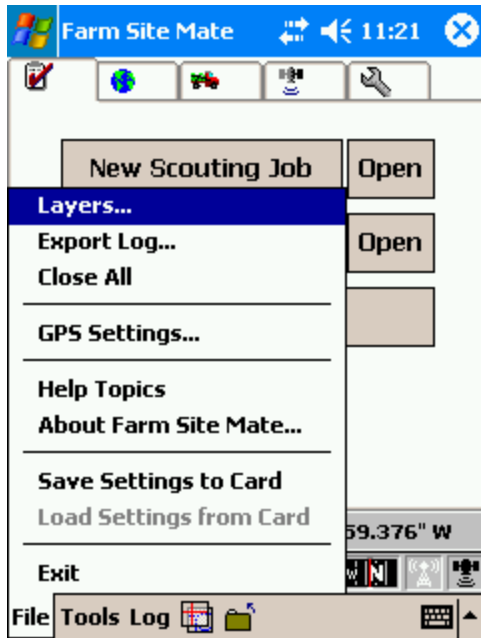 Farm Site Mate 11:21
New Scouting Job Open
Layers...
Export Log... Open
Close All
GPS Settings...
Help Topics
About Farm Site Mate...
Save Settings to Card
Load Settings from Card
59.376" W
Exit
N
File Tools Log